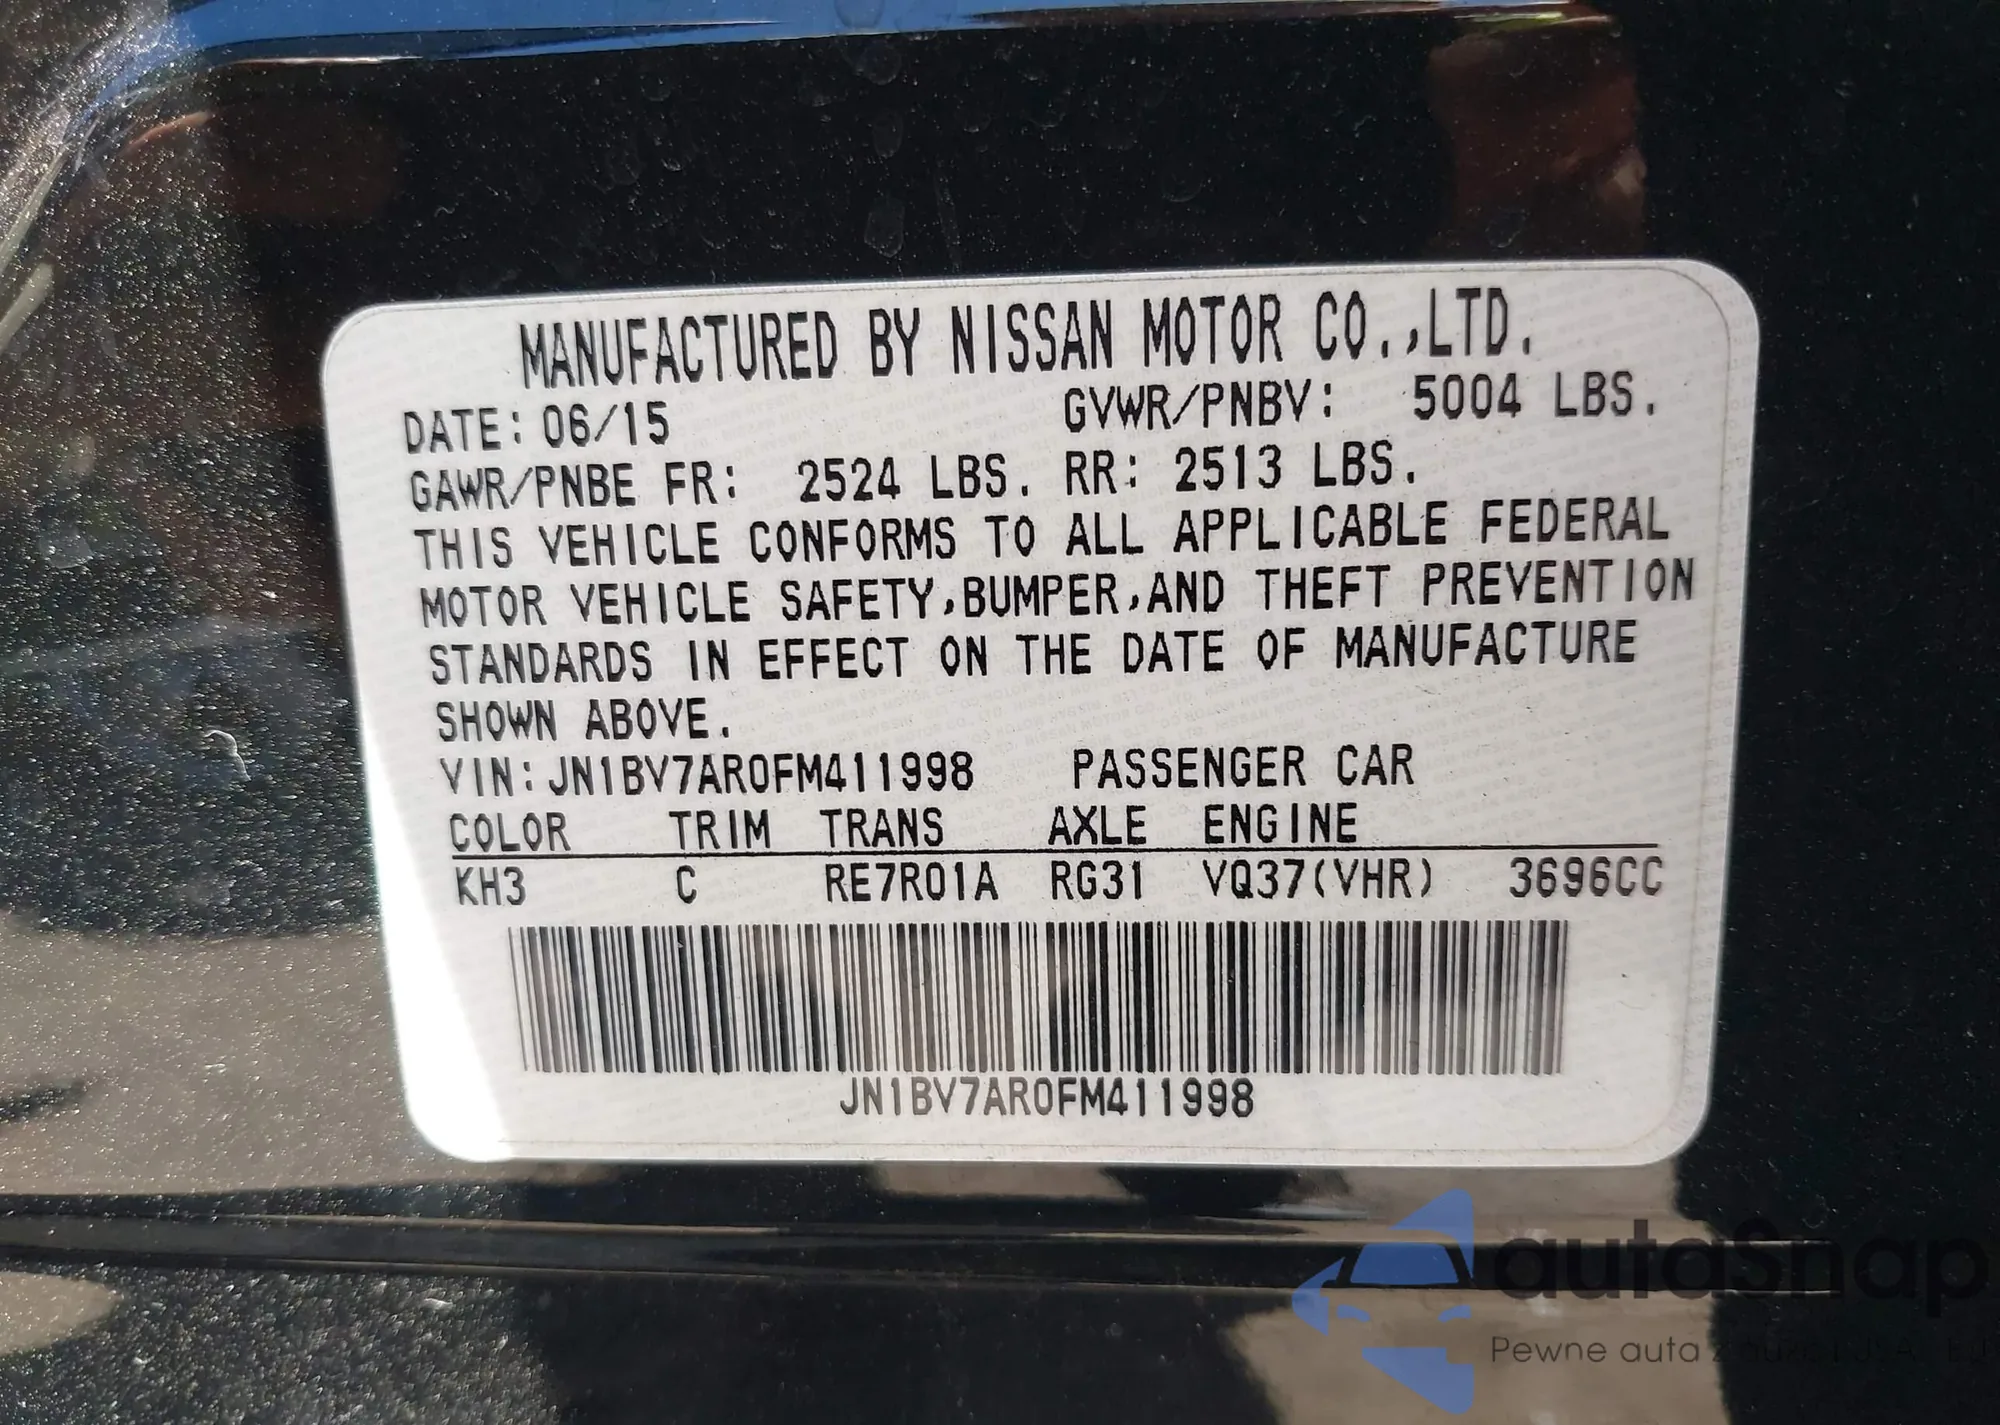 MANUFACTURED BY NISSAN MOTOR CO.,LTD.
DATE: 06/15 GVWR/PNBV: 5004 LBS.
GAWR/PNBE FR: 2524 LBS. RR: 2513 LBS.
THIS VEHICLE CONFORMS TO ALL APPLICABLE FEDERAL
MOTOR VEHICLE SAFETY,BUMPER,AND THEFT PREVENTION
STANDARDS IN EFFECT ON THE DATE OF MANUFACTURE
SHOWN ABOVE.
VIN:JN1BV7AR0FM411998 PASSENGER CAR
COLOR TRIM TRANS AXLE ENGINE
KH3 C RE7R01A RG31 VQ37(VHR) 3696CC
JN1BV7AR0FM411998
autoSnap
Pewne auta z